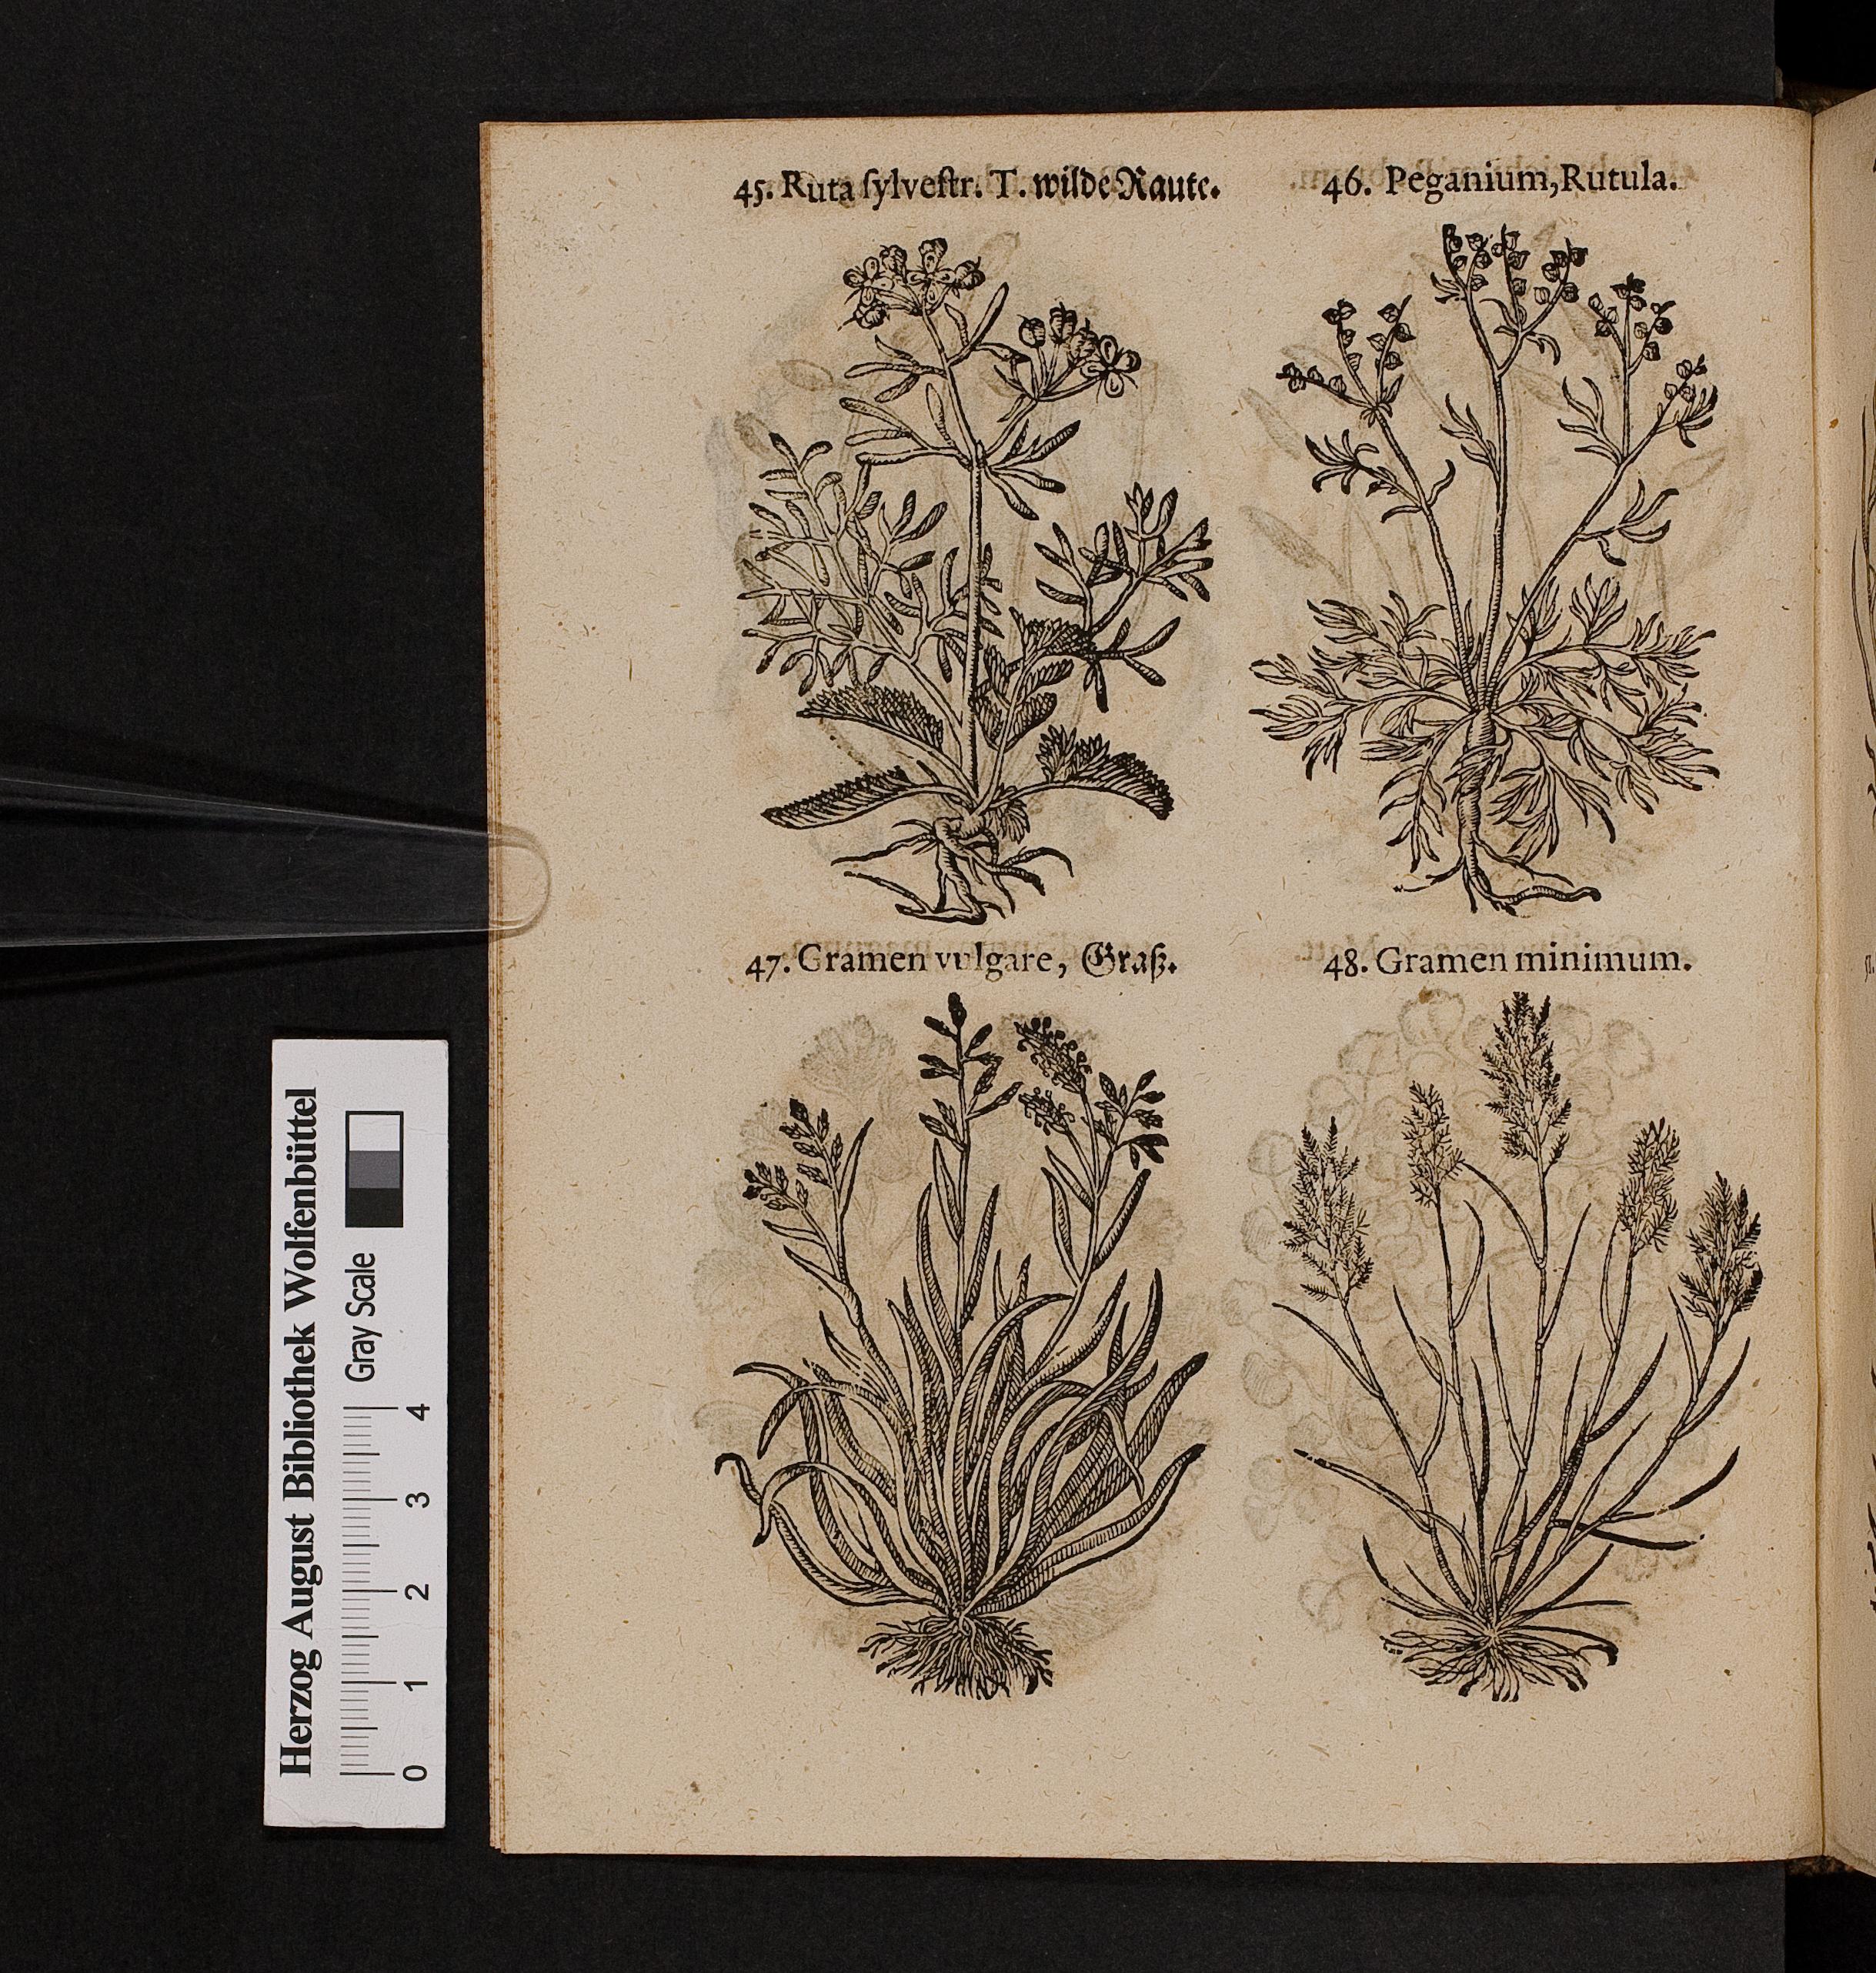 45. Ruta ſylveſtr. T. wilde Raute.
46. Peganium, Rutula.
47. Gramen vulgare, Graß.
48. Gramen minimum.
Herzog August Bibliothek Wolfenbüttel
Gray Scale
0 1 2 3 4